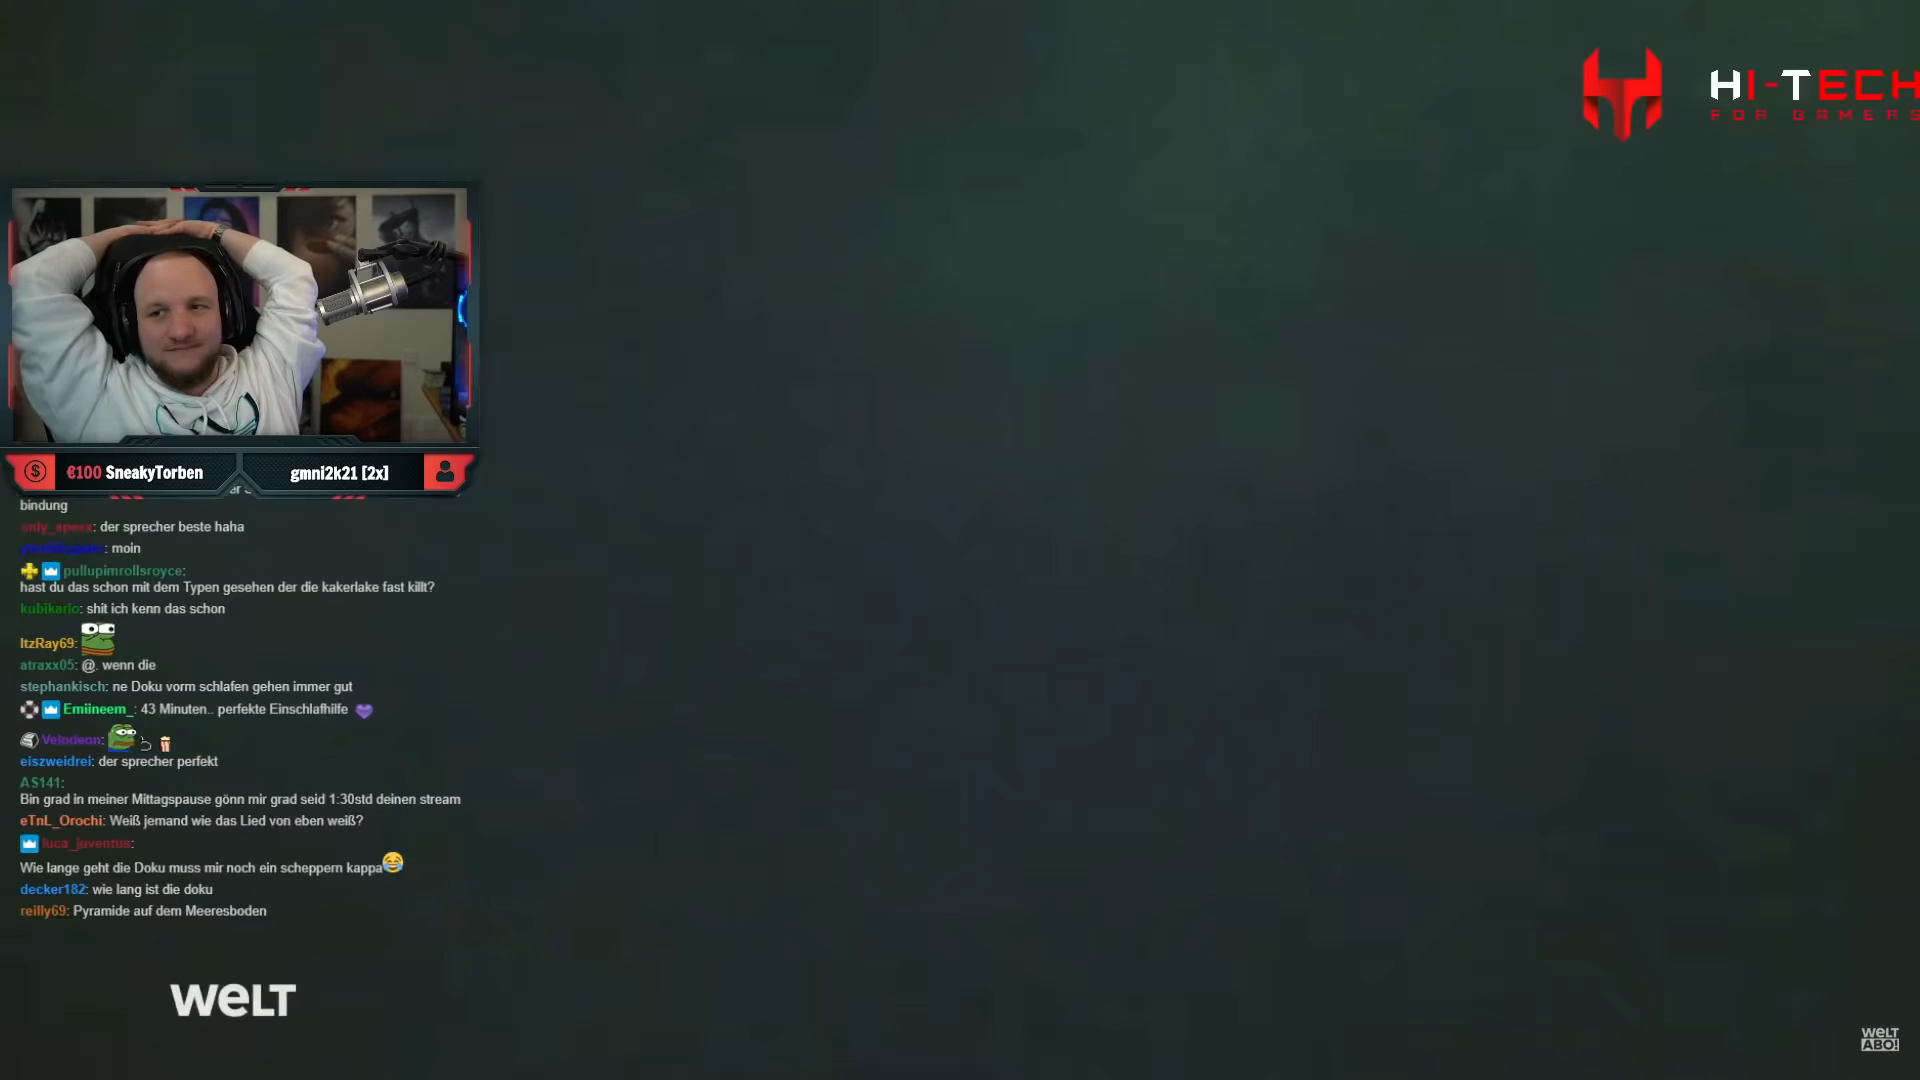 HI-TECH
FOR GAMERS
€100 SneakyTorben
gmni2k21 [2x]
bindung
only_aperx: der sprecher beste haha
: moin
pullupimrollsroyce:
hast du das schon mit dem Typen gesehen der die kakerlake fast killt?
kubikarlo: shit ich kenn das schon
ItzRay69:
atraxx05: @. wenn die
stephankisch: ne Doku vorm schlafen gehen immer gut
Emiineem_: 43 Minuten.. perfekte Einschlafhilfe
Velodeon:
eiszweidrei: der sprecher perfekt
AS141:
Bin grad in meiner Mittagspause gönn mir grad seid 1:30std deinen stream
eTnL_Orochi: Weiß jemand wie das Lied von eben weiß?
luca_juventus:
Wie lange geht die Doku muss mir noch ein scheppern kappa
decker182: wie lang ist die doku
reilly69: Pyramide auf dem Meeresboden
WELT
WELT
ABO!